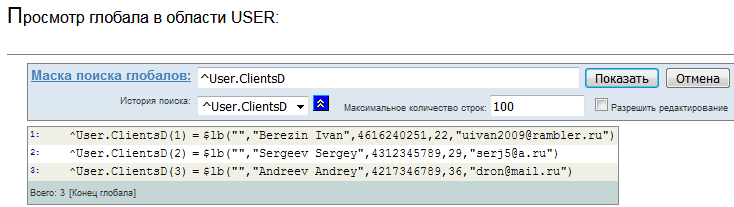 Просмотр глобала в области USER:
Маска поиска глобалов: ^User.ClientsD Показать Отмена
История поиска: ^User.ClientsD Максимальное количество строк: 100 Разрешить редактирование
1: ^User.ClientsD(1) = $lb("","Berezin Ivan",4616240251,22,"uivan2009@rambler.ru")
2: ^User.ClientsD(2) = $lb("","Sergeev Sergey",4312345789,29,"serj5@a.ru")
3: ^User.ClientsD(3) = $lb("","Andreev Andrey",4217346789,36,"dron@mail.ru")
Всего: 3 [Конец глобала]